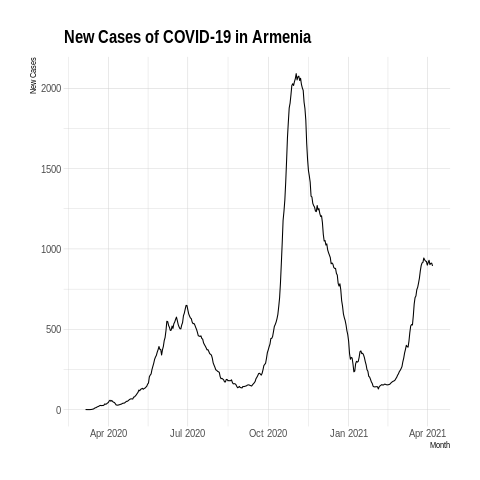 New Cases of COVID-19 in Armenia
New Cases
2000
1500
1000
500
0
Apr 2020 Jul 2020 Oct 2020 Jan 2021 Apr 2021
Month